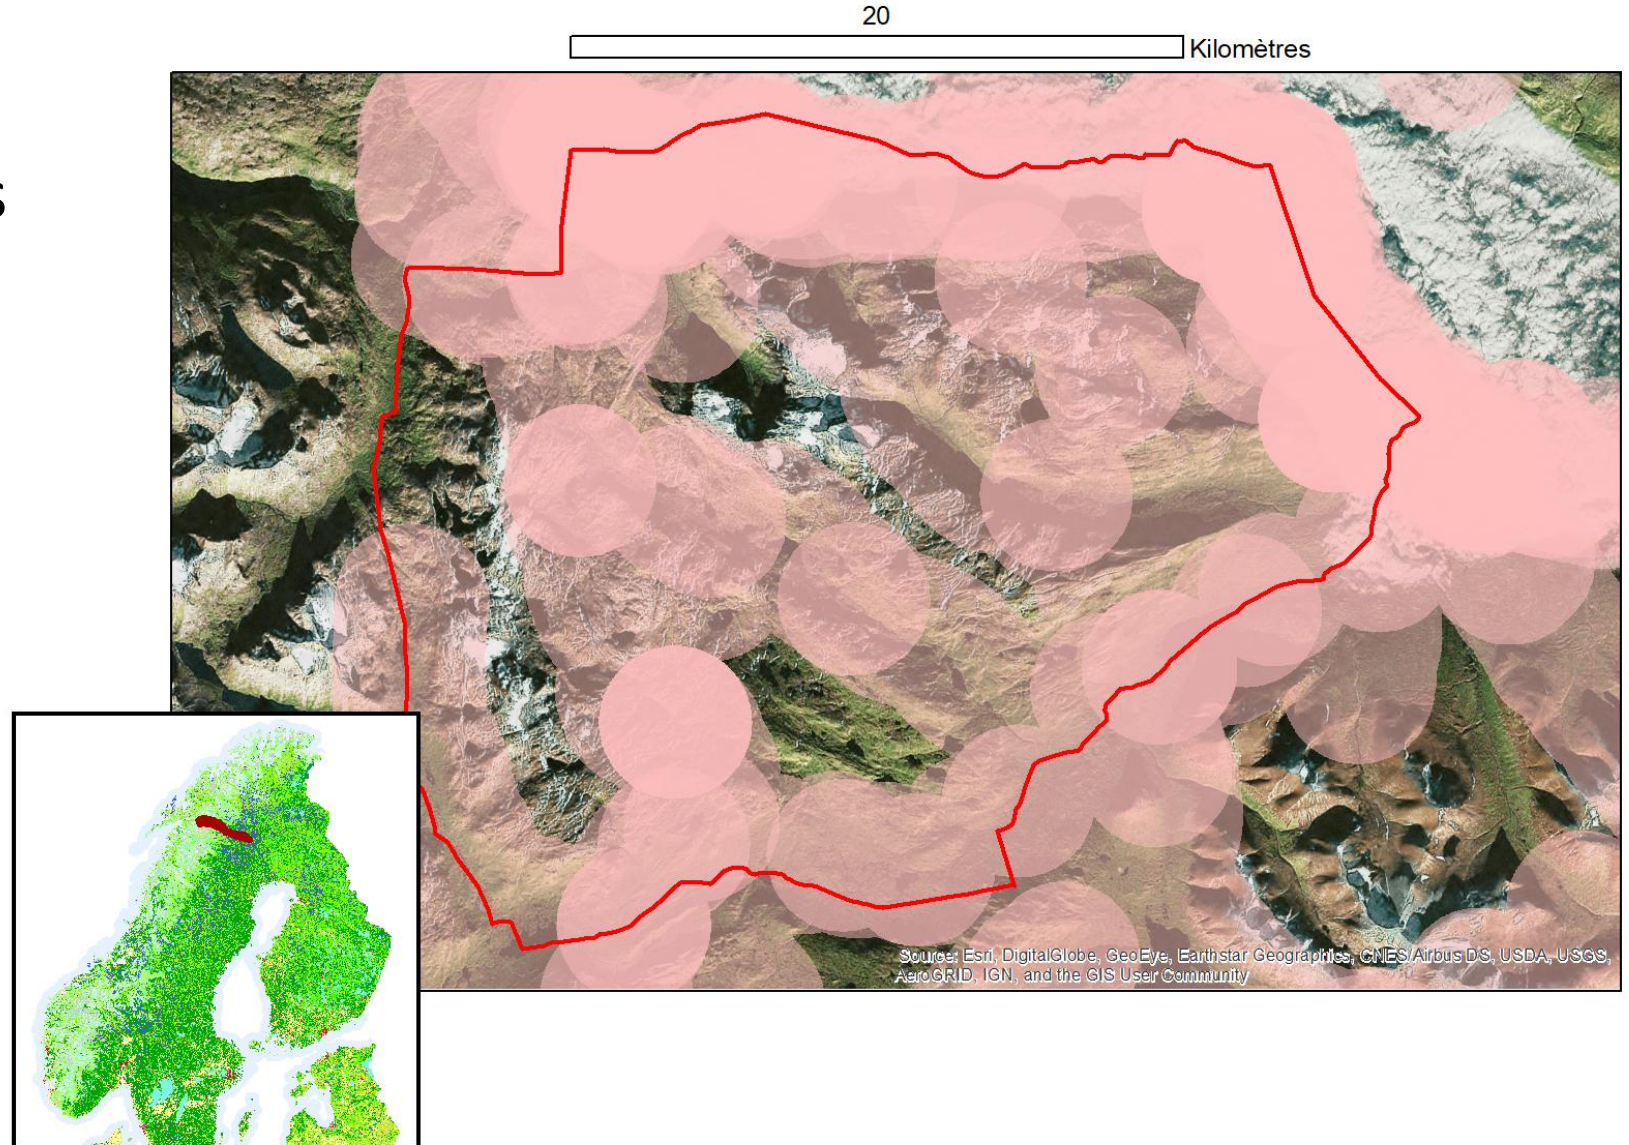 20
Kilomètres
s
Source: Esri, DigitalGlobe, GeoEye, Earthstar Geographics, CNES/Airbus DS, USDA, USGS,
AeroGRID, IGN, and the GIS User Community